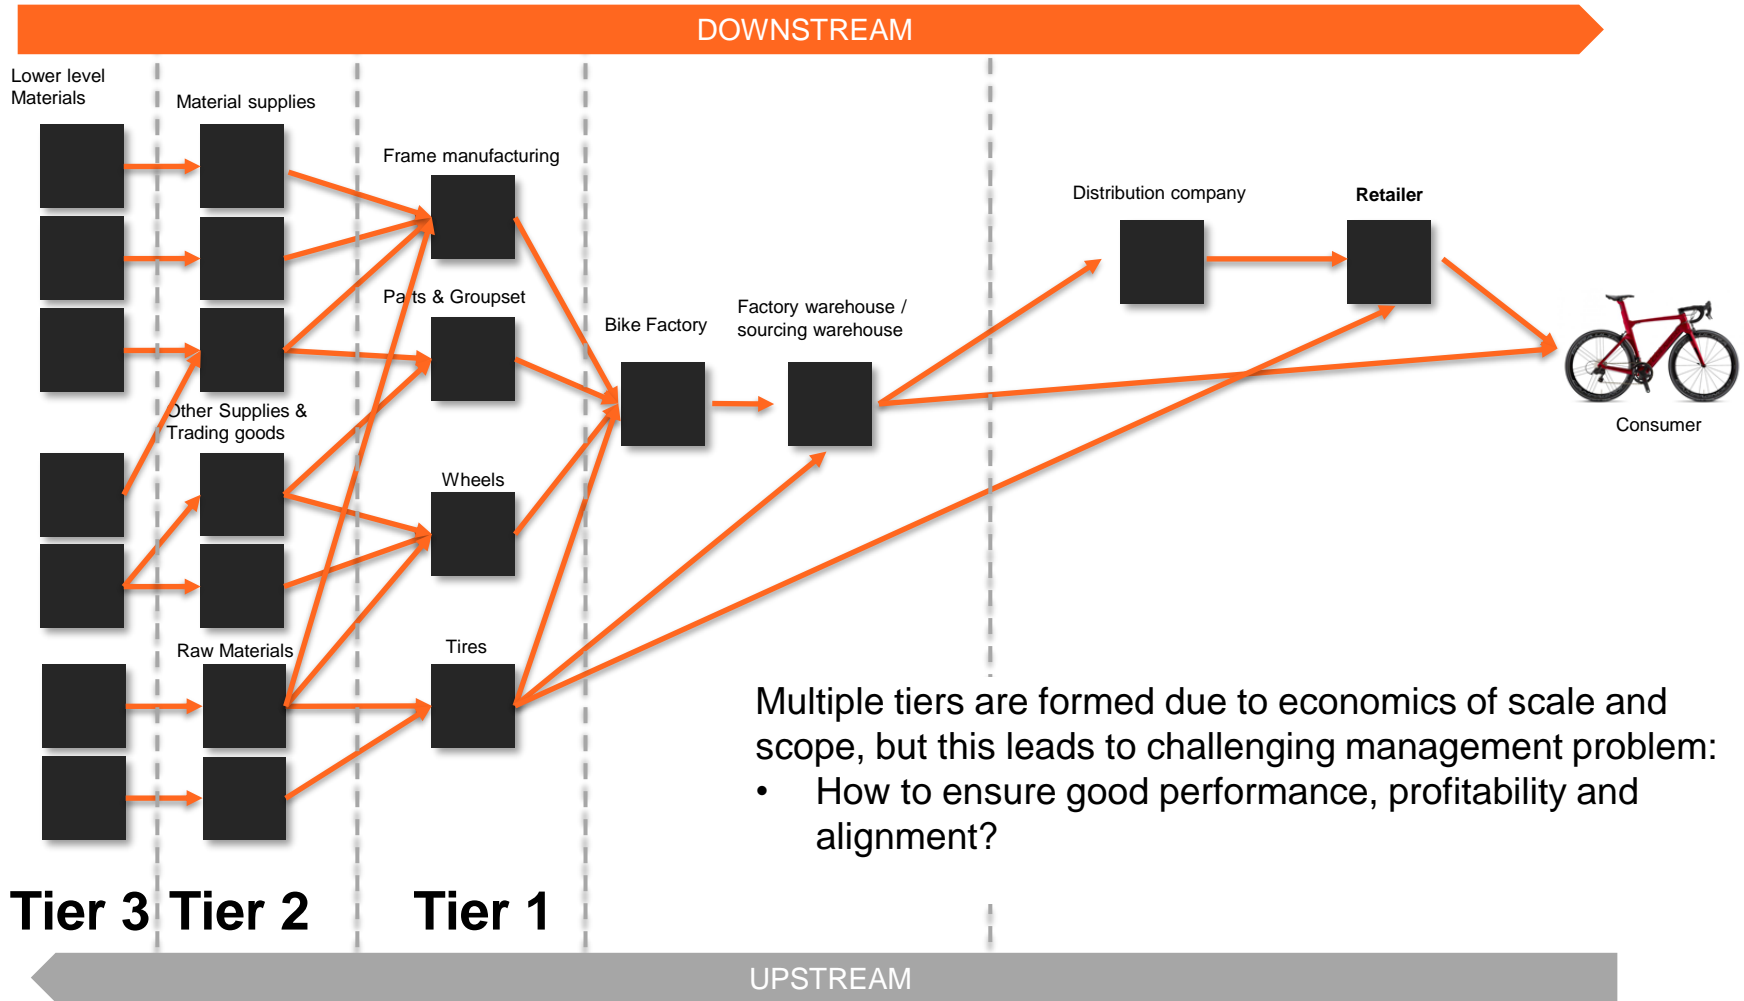 DOWNSTREAM
Lower level
Materials
Material supplies
Frame manufacturing
Distribution company
Retailer
Parts & Groupset
Factory warehouse /
sourcing warehouse
Bike Factory
Other Supplies &
Trading goods
Consumer
Wheels
Raw Materials
Tires
Multiple tiers are formed due to economics of scale and
scope, but this leads to challenging management problem:
• How to ensure good performance, profitability and
alignment?
Tier 3
Tier 2
Tier 1
UPSTREAM